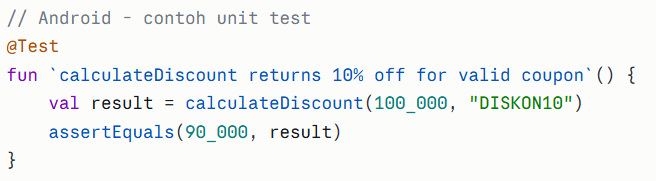 // Android - contoh unit test
@Test
fun `calculateDiscount returns 10% off for valid coupon`() {
    val result = calculateDiscount(100_000, "DISKON10")
    assertEquals(90_000, result)
}